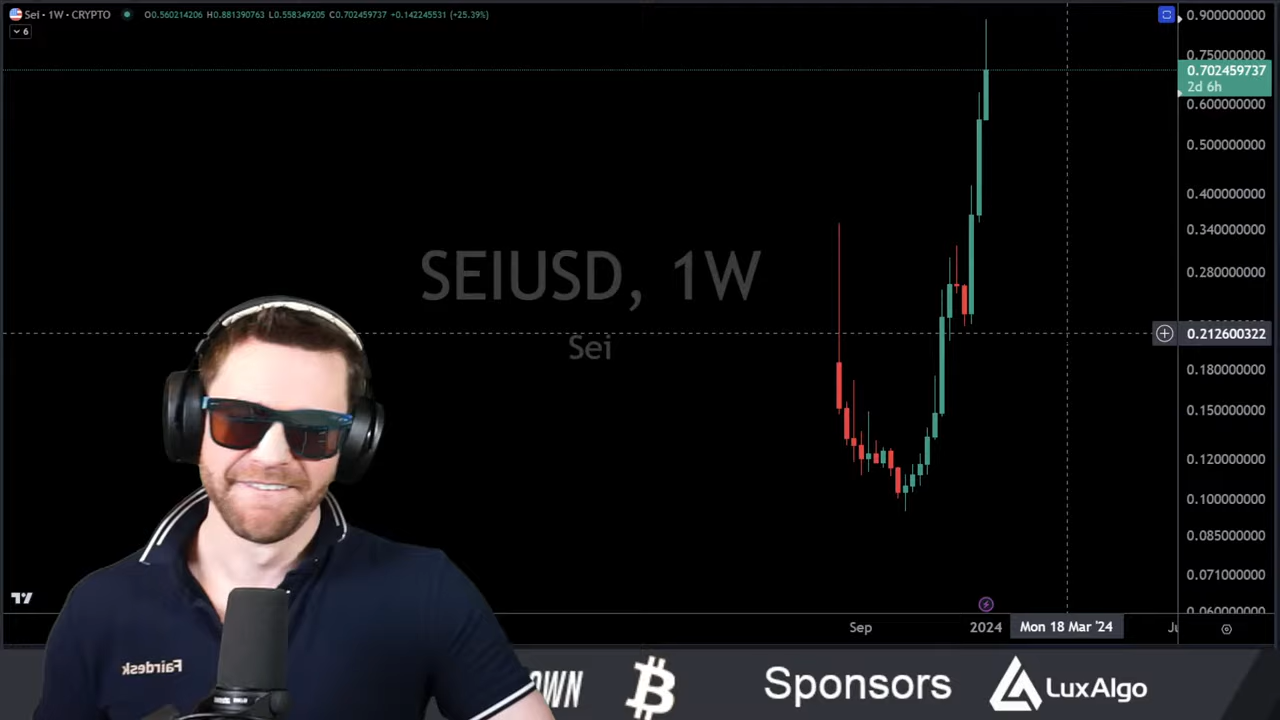 Sei · 1W · CRYPTO O0.560214206 H0.881390763 L0.558349205 C0.702459737 +0.142245531 (+25.39%)
6
0.900000000
0.750000000
0.702459737
2d 6h
0.600000000
0.500000000
0.400000000
0.340000000
0.280000000
SEIUSD, 1W
Sei
0.212600322
0.180000000
0.150000000
0.120000000
0.100000000
0.085000000
0.071000000
0.060000000
Sep
2024
Mon 18 Mar '24
Fairdesk
OWN
Sponsors
LuxAlgo